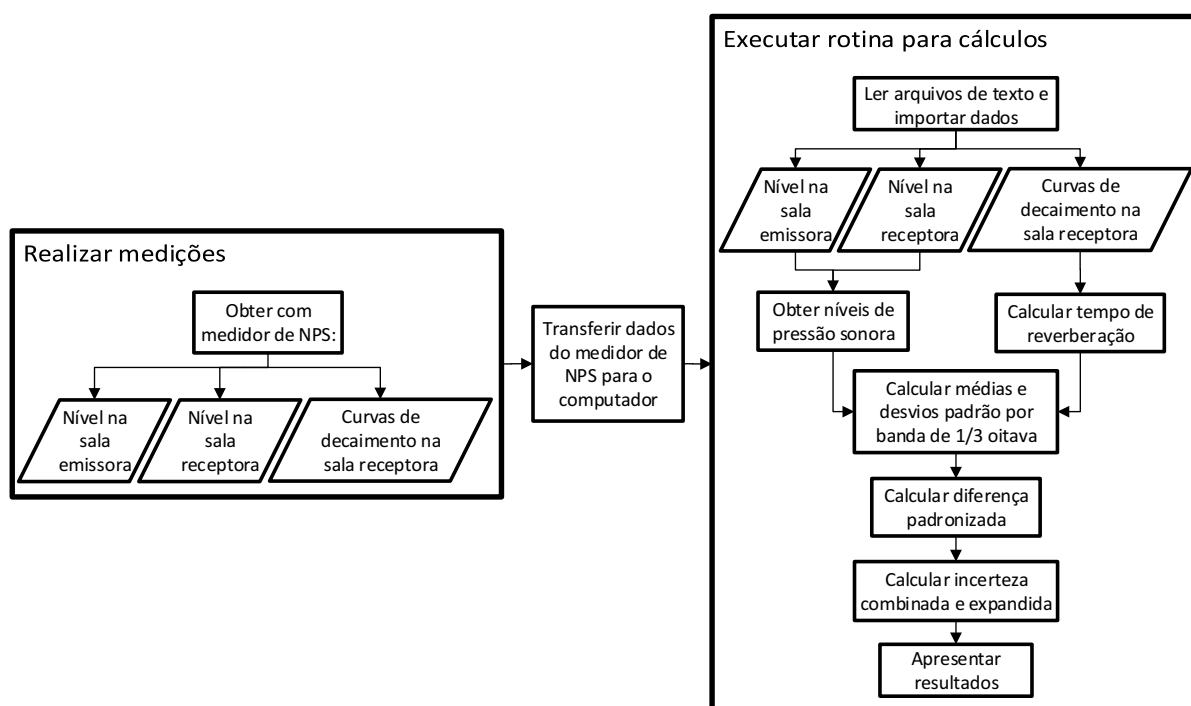 Realizar medições
Obter com
medidor de NPS:
Nível na
sala
emissora
Nível na
sala
receptora
Curvas de
decaimento na
sala receptora
Transferir dados
do medidor de
NPS para o
computador
Executar rotina para cálculos
Ler arquivos de texto e
importar dados
Nível na
sala
emissora
Nível na
sala
receptora
Curvas de
decaimento na
sala receptora
Obter níveis de
pressão sonora
Calcular tempo de
reverberação
Calcular médias e
desvios padrão por
banda de 1/3 oitava
Calcular diferença
padronizada
Calcular incerteza
combinada e expandida
Apresentar
resultados